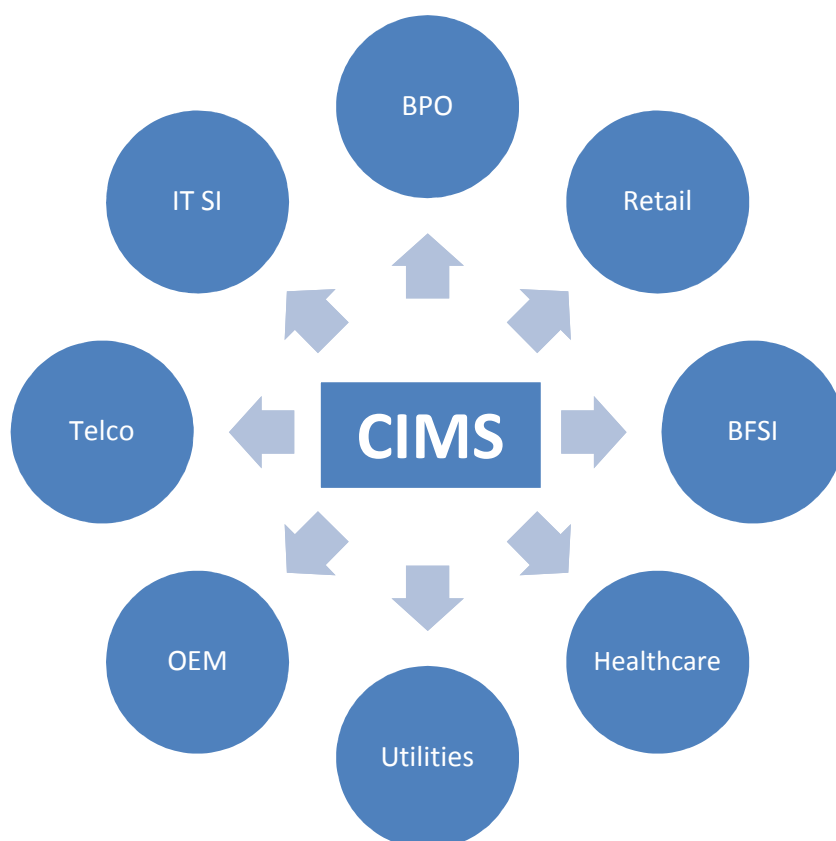 BPO
IT SI
Retail
Telco
CIMS
BFSI
OEM
Healthcare
Utilities